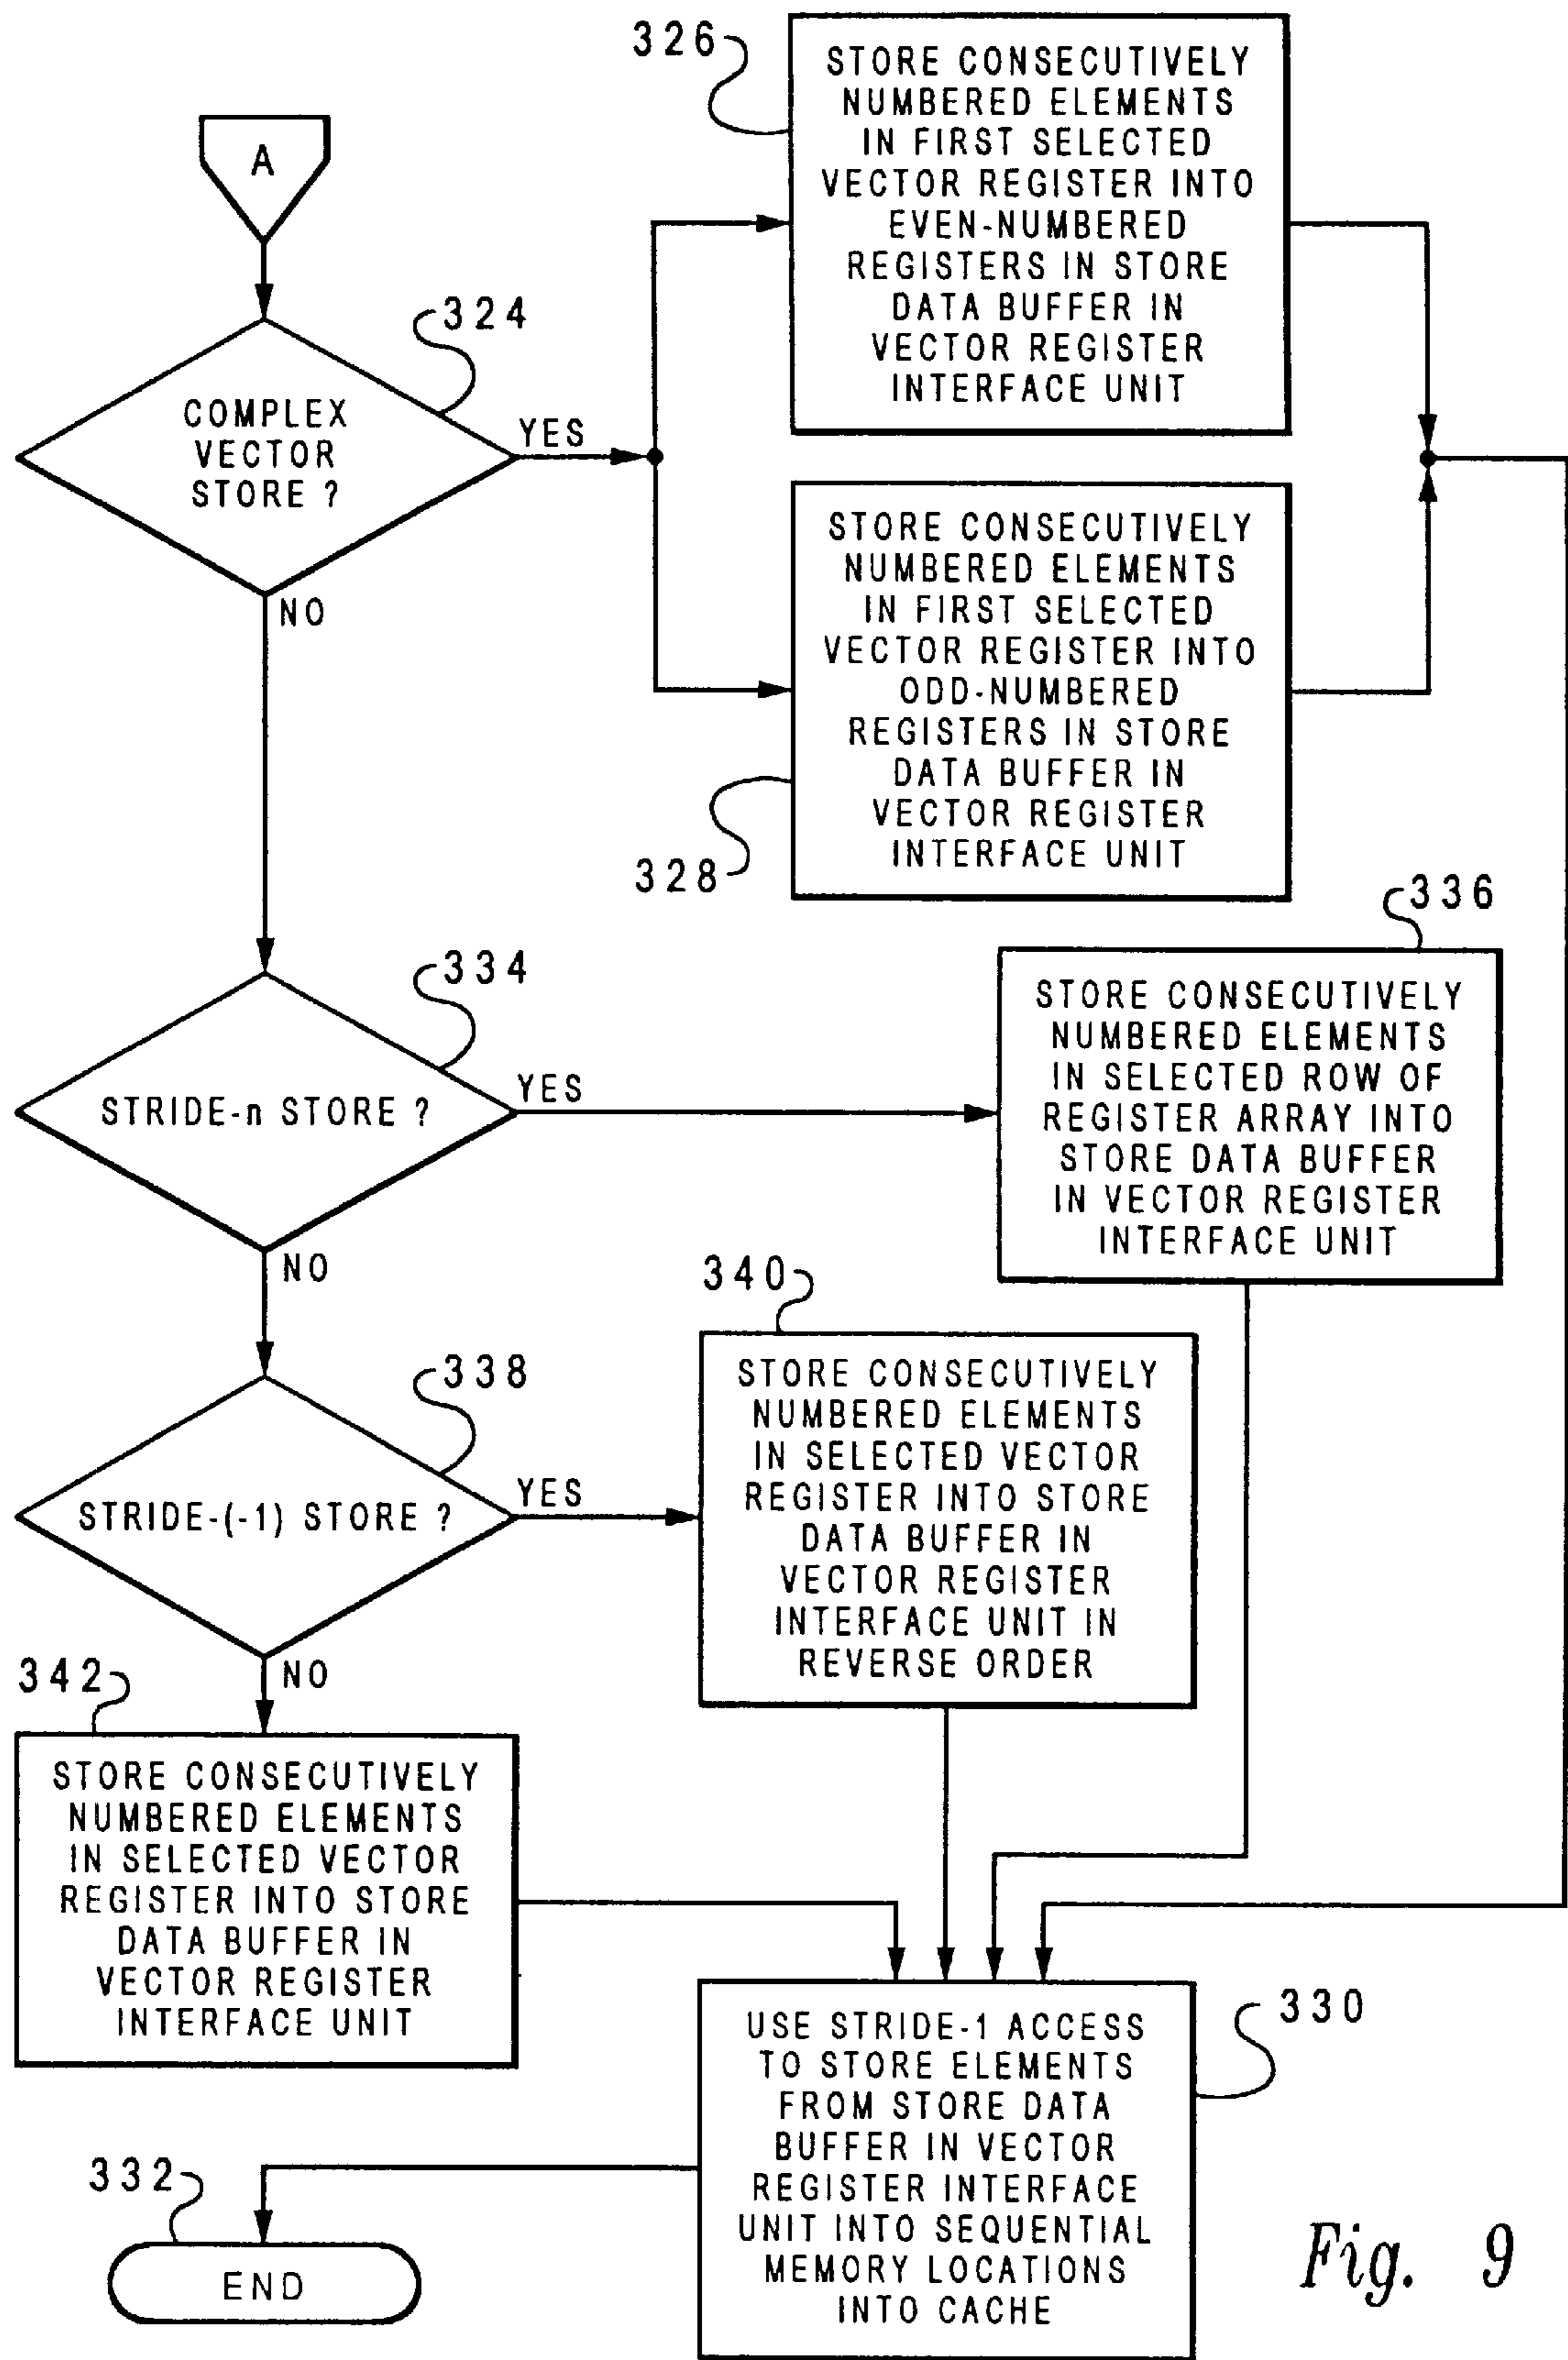 326
STORE CONSECUTIVELY
NUMBERED ELEMENTS
IN FIRST SELECTED
VECTOR REGISTER INTO
EVEN-NUMBERED
REGISTERS IN STORE
DATA BUFFER IN
VECTOR REGISTER
INTERFACE UNIT
A
324
COMPLEX
VECTOR
STORE ?
YES
NO
STORE CONSECUTIVELY
NUMBERED ELEMENTS
IN FIRST SELECTED
VECTOR REGISTER INTO
ODD-NUMBERED
REGISTERS IN STORE
DATA BUFFER IN
VECTOR REGISTER
INTERFACE UNIT
328
336
334
STRIDE-n STORE ?
YES
NO
STORE CONSECUTIVELY
NUMBERED ELEMENTS
IN SELECTED ROW OF
REGISTER ARRAY INTO
STORE DATA BUFFER
IN VECTOR REGISTER
INTERFACE UNIT
340
338
STRIDE-(-1) STORE ?
YES
NO
STORE CONSECUTIVELY
NUMBERED ELEMENTS
IN SELECTED VECTOR
REGISTER INTO STORE
DATA BUFFER IN
VECTOR REGISTER
INTERFACE UNIT IN
REVERSE ORDER
342
STORE CONSECUTIVELY
NUMBERED ELEMENTS
IN SELECTED VECTOR
REGISTER INTO STORE
DATA BUFFER IN
VECTOR REGISTER
INTERFACE UNIT
330
USE STRIDE-1 ACCESS
TO STORE ELEMENTS
FROM STORE DATA
BUFFER IN VECTOR
REGISTER INTERFACE
UNIT INTO SEQUENTIAL
MEMORY LOCATIONS
INTO CACHE
332
END
Fig. 9